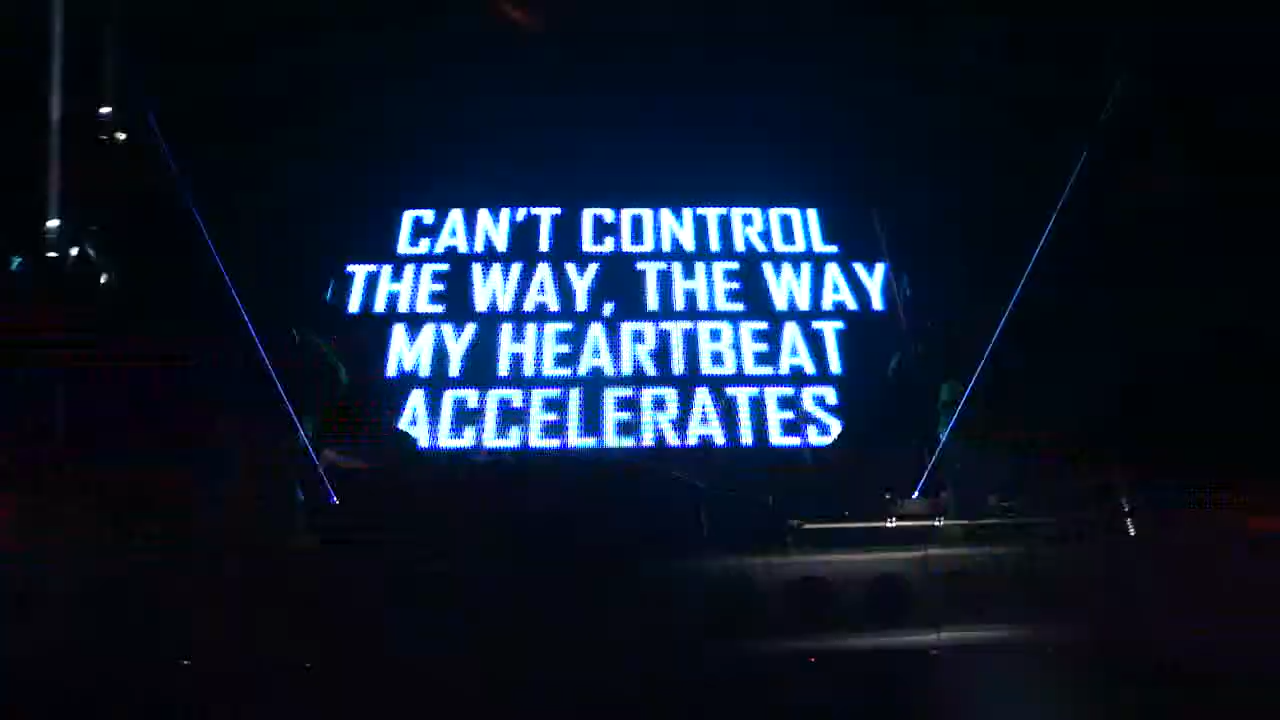 CAN'T CONTROL
THE WAY, THE WAY
MY HEARTBEAT
ACCELERATES